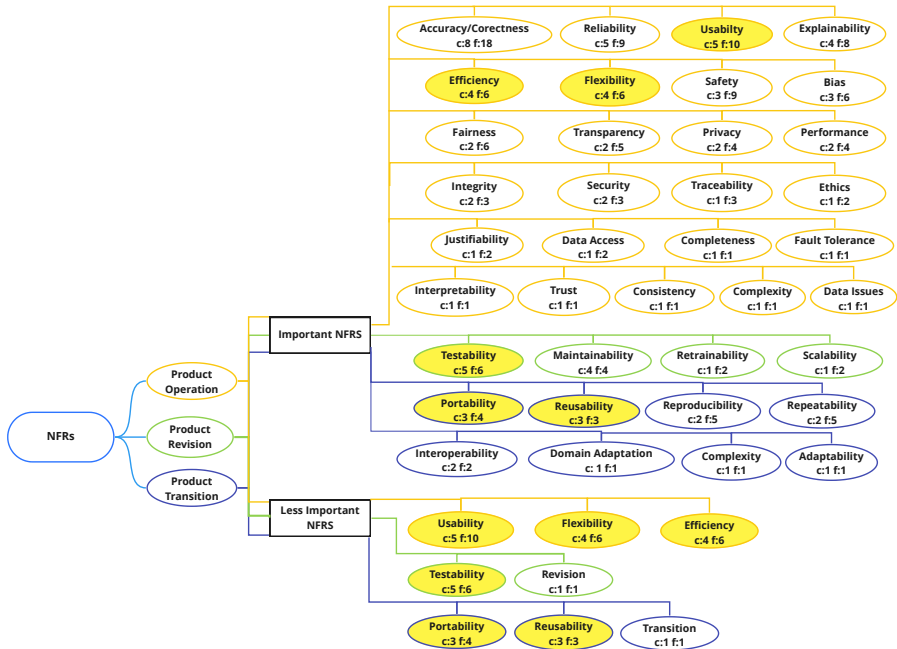 Accuracy/Corectness
c:8 f:18
Reliability
c:5 f:9
Usabilty
c:5 f:10
Explainability
c:4 f:8
Efficiency
c:4 f:6
Flexibility
c:4 f:6
Safety
c:3 f:9
Bias
c:3 f:6
Fairness
c:2 f:6
Transparency
c:2 f:5
Privacy
c:2 f:4
Performance
c:2 f:4
Integrity
c:2 f:3
Security
c:2 f:3
Traceability
c:1 f:3
Ethics
c:1 f:2
Justifiability
c:1 f:2
Data Access
c:1 f:2
Completeness
c:1 f:1
Fault Tolerance
c:1 f:1
Interpretability
c:1 f:1
Trust
c:1 f:1
Consistency
c:1 f:1
Complexity
c:1 f:1
Data Issues
c:1 f:1
Important NFRS
Testability
c:5 f:6
Maintainability
c:4 f:4
Retrainability
c:1 f:2
Scalability
c:1 f:2
Product
Operation
Portability
c:3 f:4
Reusability
c:3 f:3
Reproducibility
c:2 f:5
Repeatability
c:2 f:5
NFRs
Product
Revision
Interoperability
c:2 f:2
Domain Adaptation
c: 1 f:1
Complexity
c:1 f:1
Adaptability
c:1 f:1
Product
Transition
Less Important
NFRS
Usability
c:5 f:10
Flexibility
c:4 f:6
Efficiency
c:4 f:6
Testability
c:5 f:6
Revision
c:1 f:1
Portability
c:3 f:4
Reusability
c:3 f:3
Transition
c:1 f:1